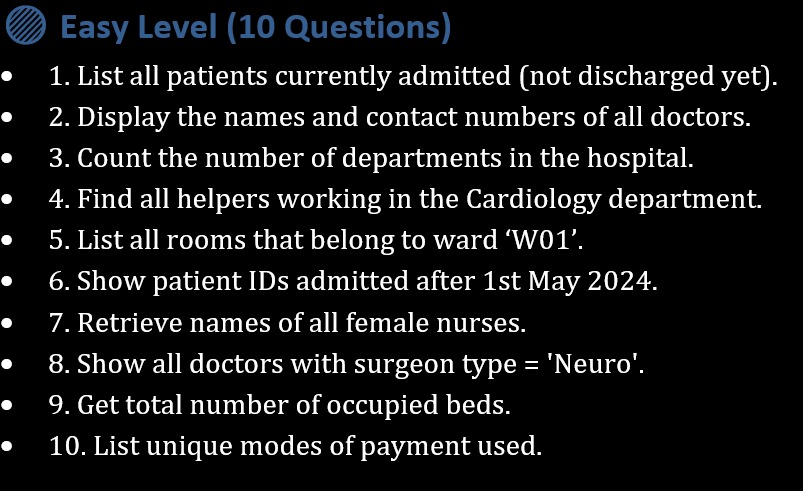 Easy Level (10 Questions)
• 1. List all patients currently admitted (not discharged yet).
• 2. Display the names and contact numbers of all doctors.
• 3. Count the number of departments in the hospital.
• 4. Find all helpers working in the Cardiology department.
• 5. List all rooms that belong to ward ‘W01’.
• 6. Show patient IDs admitted after 1st May 2024.
• 7. Retrieve names of all female nurses.
• 8. Show all doctors with surgeon type = 'Neuro'.
• 9. Get total number of occupied beds.
• 10. List unique modes of payment used.